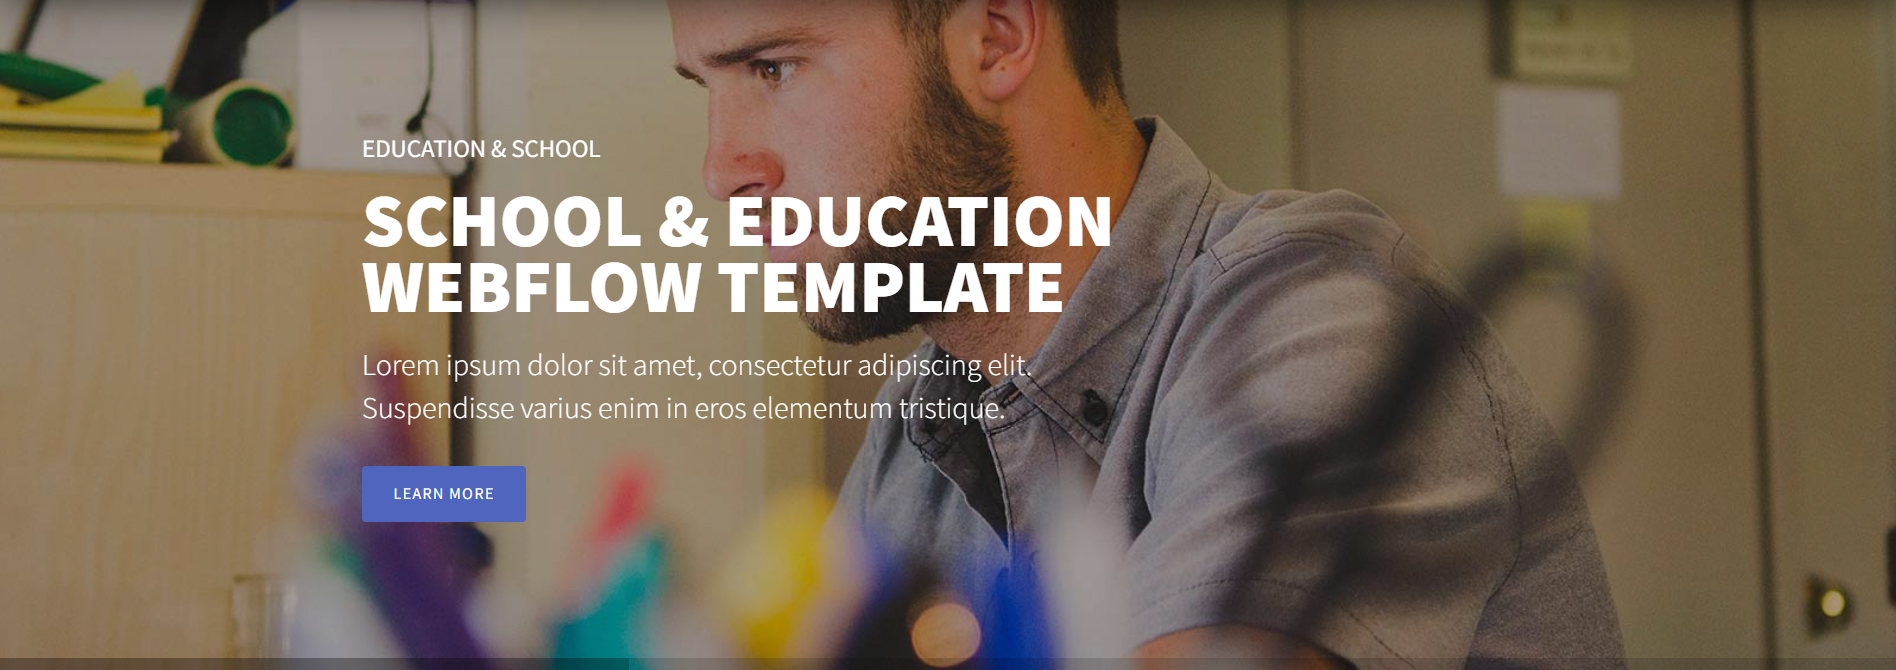 EDUCATION & SCHOOL
SCHOOL & EDUCATION
WEBFLOW TEMPLATE
Lorem ipsum dolor sit amet, consectetur adipiscing elit.
Suspendisse varius enim in eros elementum tristique.
LEARN MORE